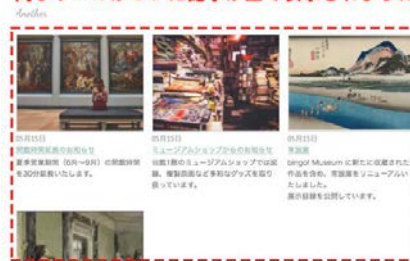 Another
05月15日
開館時間延長のお知らせ
夏季営業期間(6月〜9月)の開館時間
を30分延長いたします。
05月15日
ミュージアムショップからのお知らせ
当館1階のミュージアムショップでは図
録、複製版画など多彩なグッズを取り
扱っています。
05月15日
常設展
bingo! Museum に新たに収蔵された
作品を含め、常設展をリニューアルい
たしました。
展示目録を公開しています。